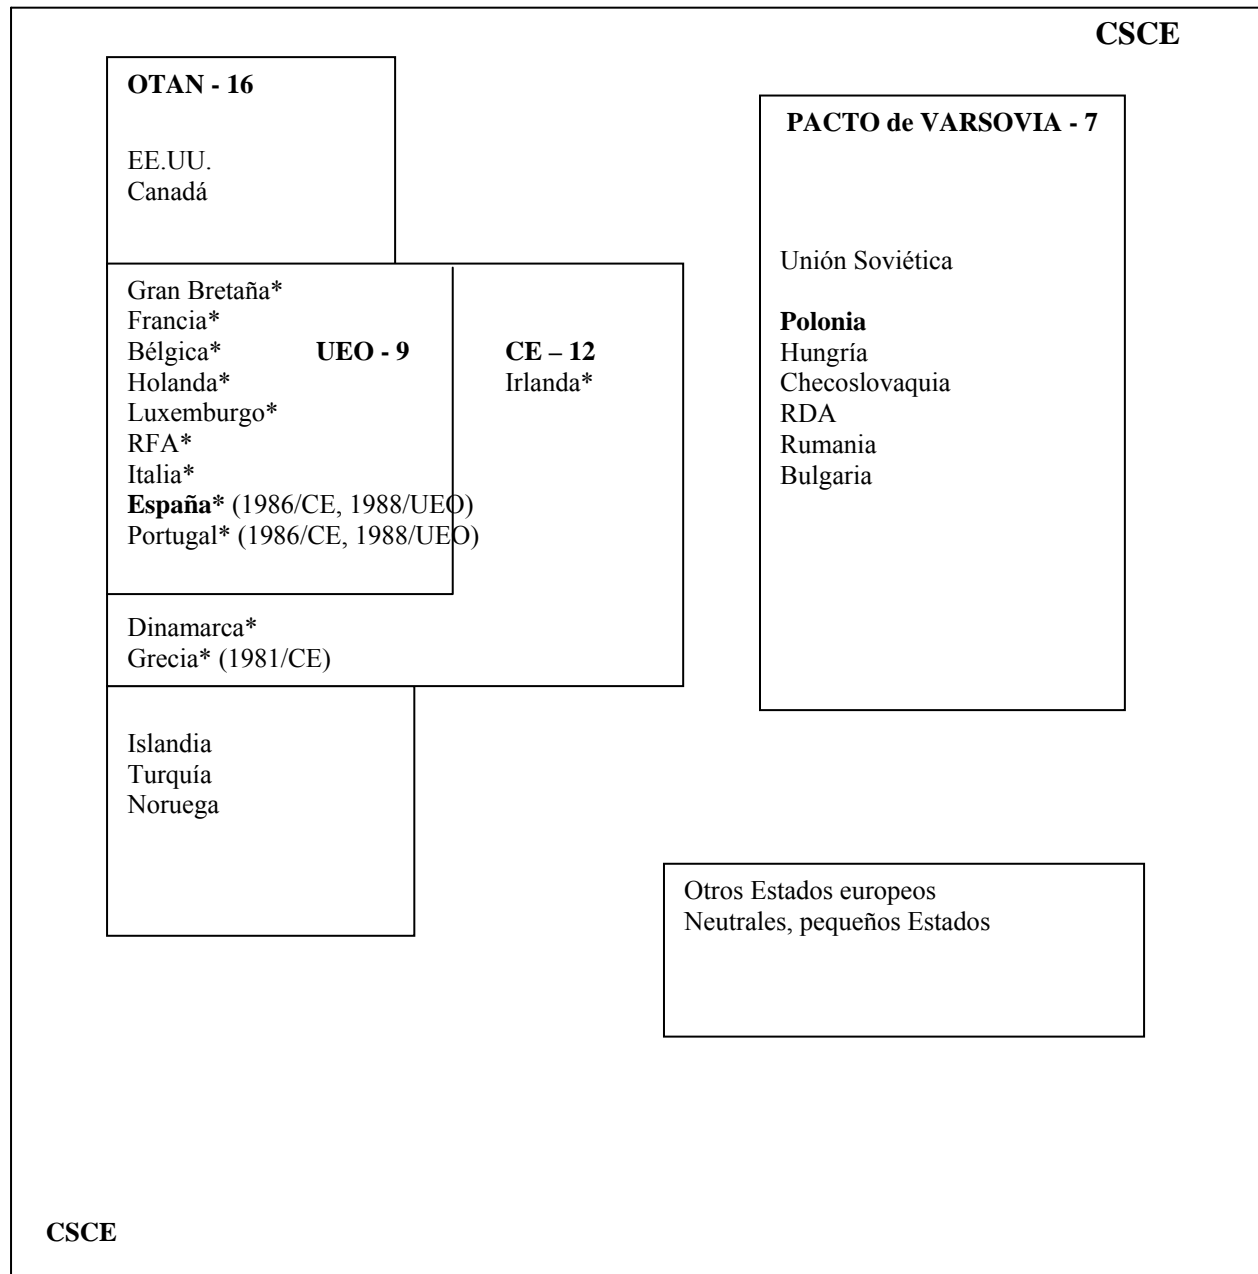 CSCE
OTAN - 16
EE.UU.
Canadá
Gran Bretaña*
Francia*
Bélgica* UEO - 9
Holanda*
Luxemburgo*
RFA*
Italia*
España* (1986/CE, 1988/UEO)
Portugal* (1986/CE, 1988/UEO)
CE – 12
Irlanda*
Dinamarca*
Grecia* (1981/CE)
Islandia
Turquía
Noruega
PACTO de VARSOVIA - 7
Unión Soviética
Polonia
Hungría
Checoslovaquia
RDA
Rumania
Bulgaria
Otros Estados europeos
Neutrales, pequeños Estados
CSCE